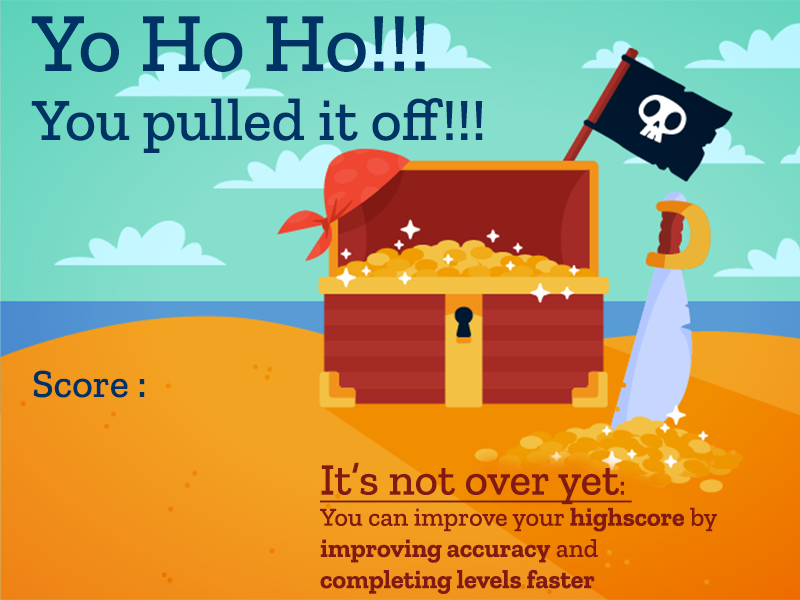 Yo Ho Ho!!!
You pulled it off!!!
Score :
It's not over yet:
You can improve your highscore by
improving accuracy and
completing levels faster